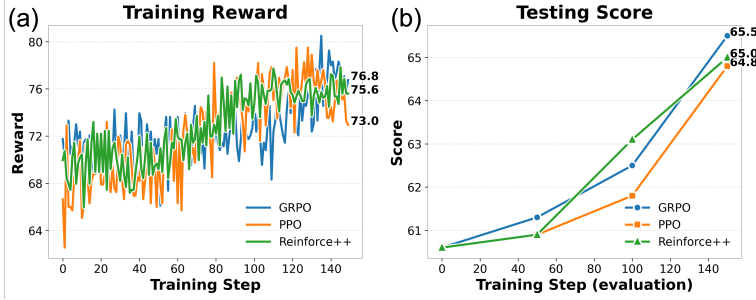 (a)
Training Reward
80
76
72
68
64
Reward
76.8
75.6
73.0
GRPO
PPO
Reinforce++
0 20 40 60 80 100 120 140
Training Step
(b)
Testing Score
65
64
63
62
61
Score
65.5
65.0
64.8
GRPO
PPO
Reinforce++
0 20 40 60 80 100 120 140
Training Step (evaluation)